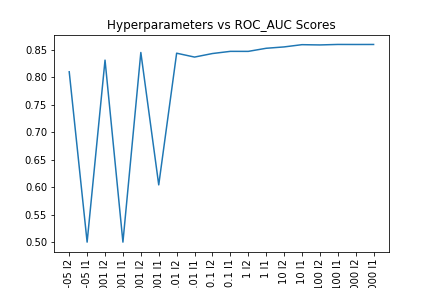 Hyperparameters vs ROC_AUC Scores
0.85
0.80
0.75
0.70
0.65
0.60
0.55
0.50
-05 l2
-05 l1
001 l2
001 l1
001 l2
001 l1
.01 l2
.01 l1
0.1 l2
0.1 l1
1 l2
1 l1
10 l2
10 l1
100 l2
100 l1
000 l2
000 l1